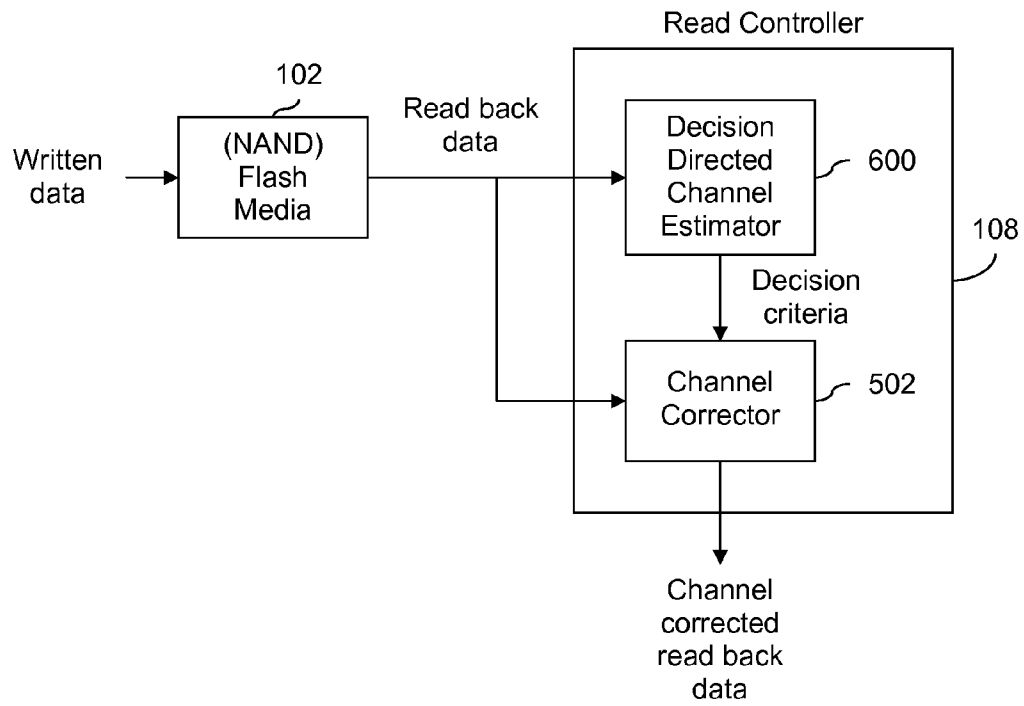 Read Controller
102
Read back
data
Written
data
(NAND)
Flash
Media
Decision
Directed
Channel
Estimator
600
108
Decision
criteria
Channel
Corrector
502
Channel
corrected
read back
data